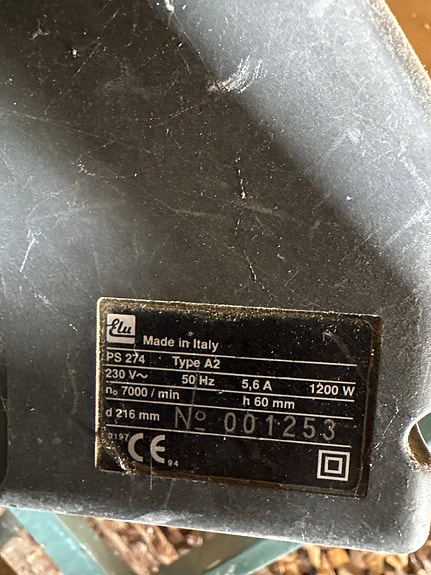 Elu Made in Italy
PS 274 Type A2
230 V~ 50 Hz 5,6 A 1200 W
n₀ 7000 / min h 60 mm
d 216 mm Nº 001253
0197 CE 94